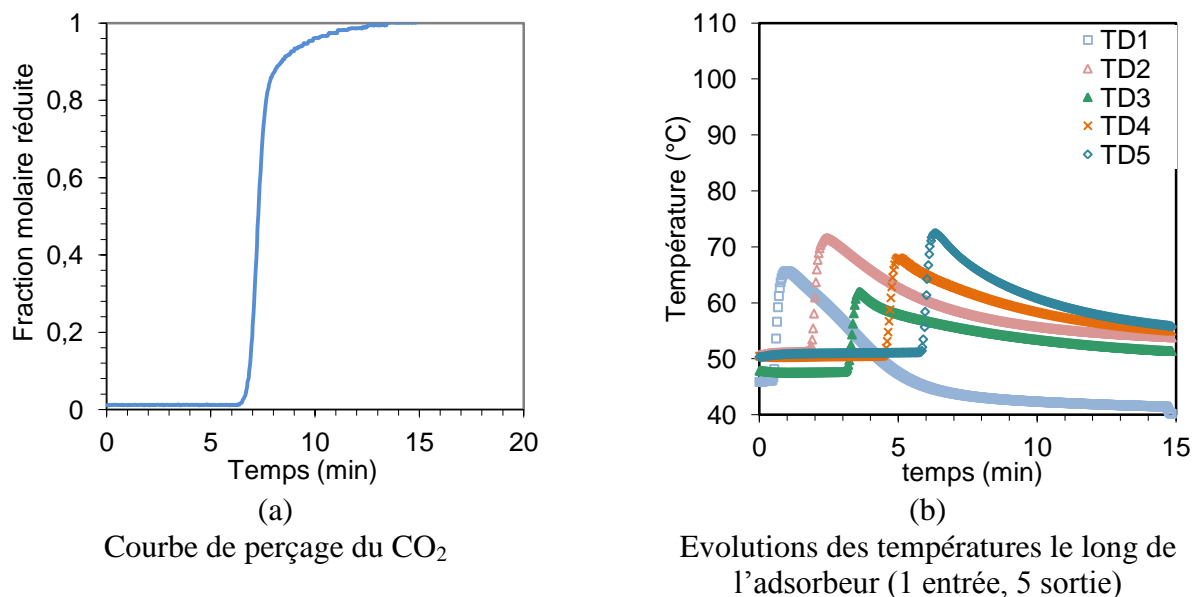 Fraction molaire réduite
1
0,8
0,6
0,4
0,2
0
0 5 10 15 20
Temps (min)
(a)
Courbe de perçage du CO₂
Température (°C)
110
100
90
80
70
60
50
40
TD1
TD2
TD3
TD4
TD5
0 5 10 15
temps (min)
(b)
Evolutions des températures le long de
l’adsorbeur (1 entrée, 5 sortie)